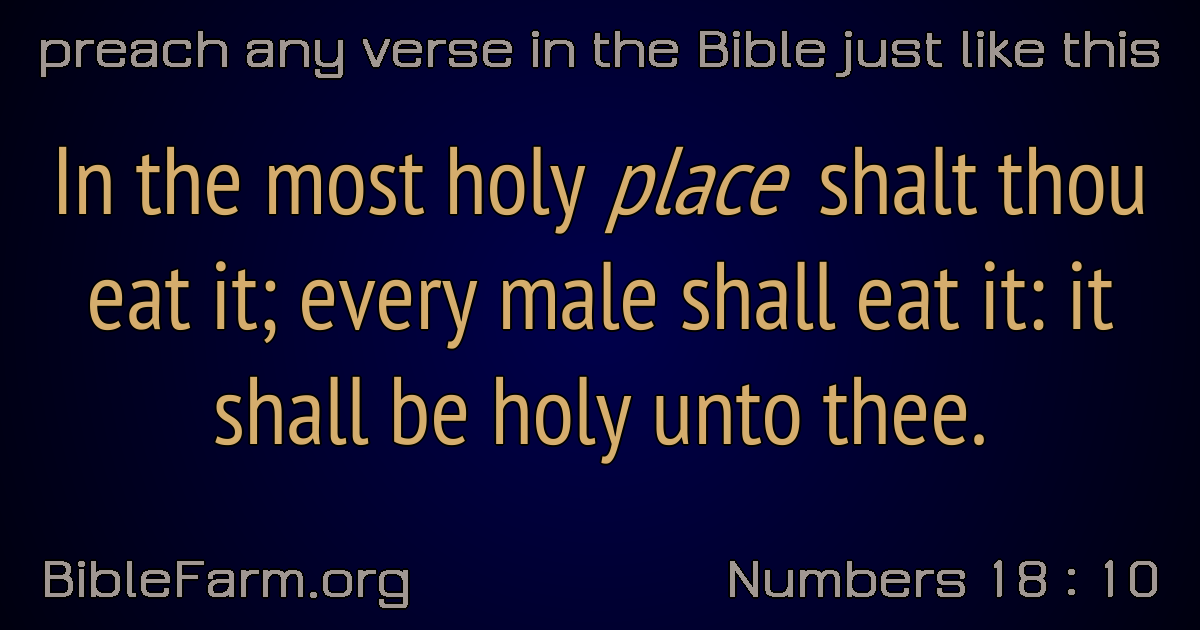 preach any verse in the Bible just like this
In the most holy place shalt thou
eat it; every male shall eat it: it
shall be holy unto thee.
BibleFarm.org
Numbers 18 : 10